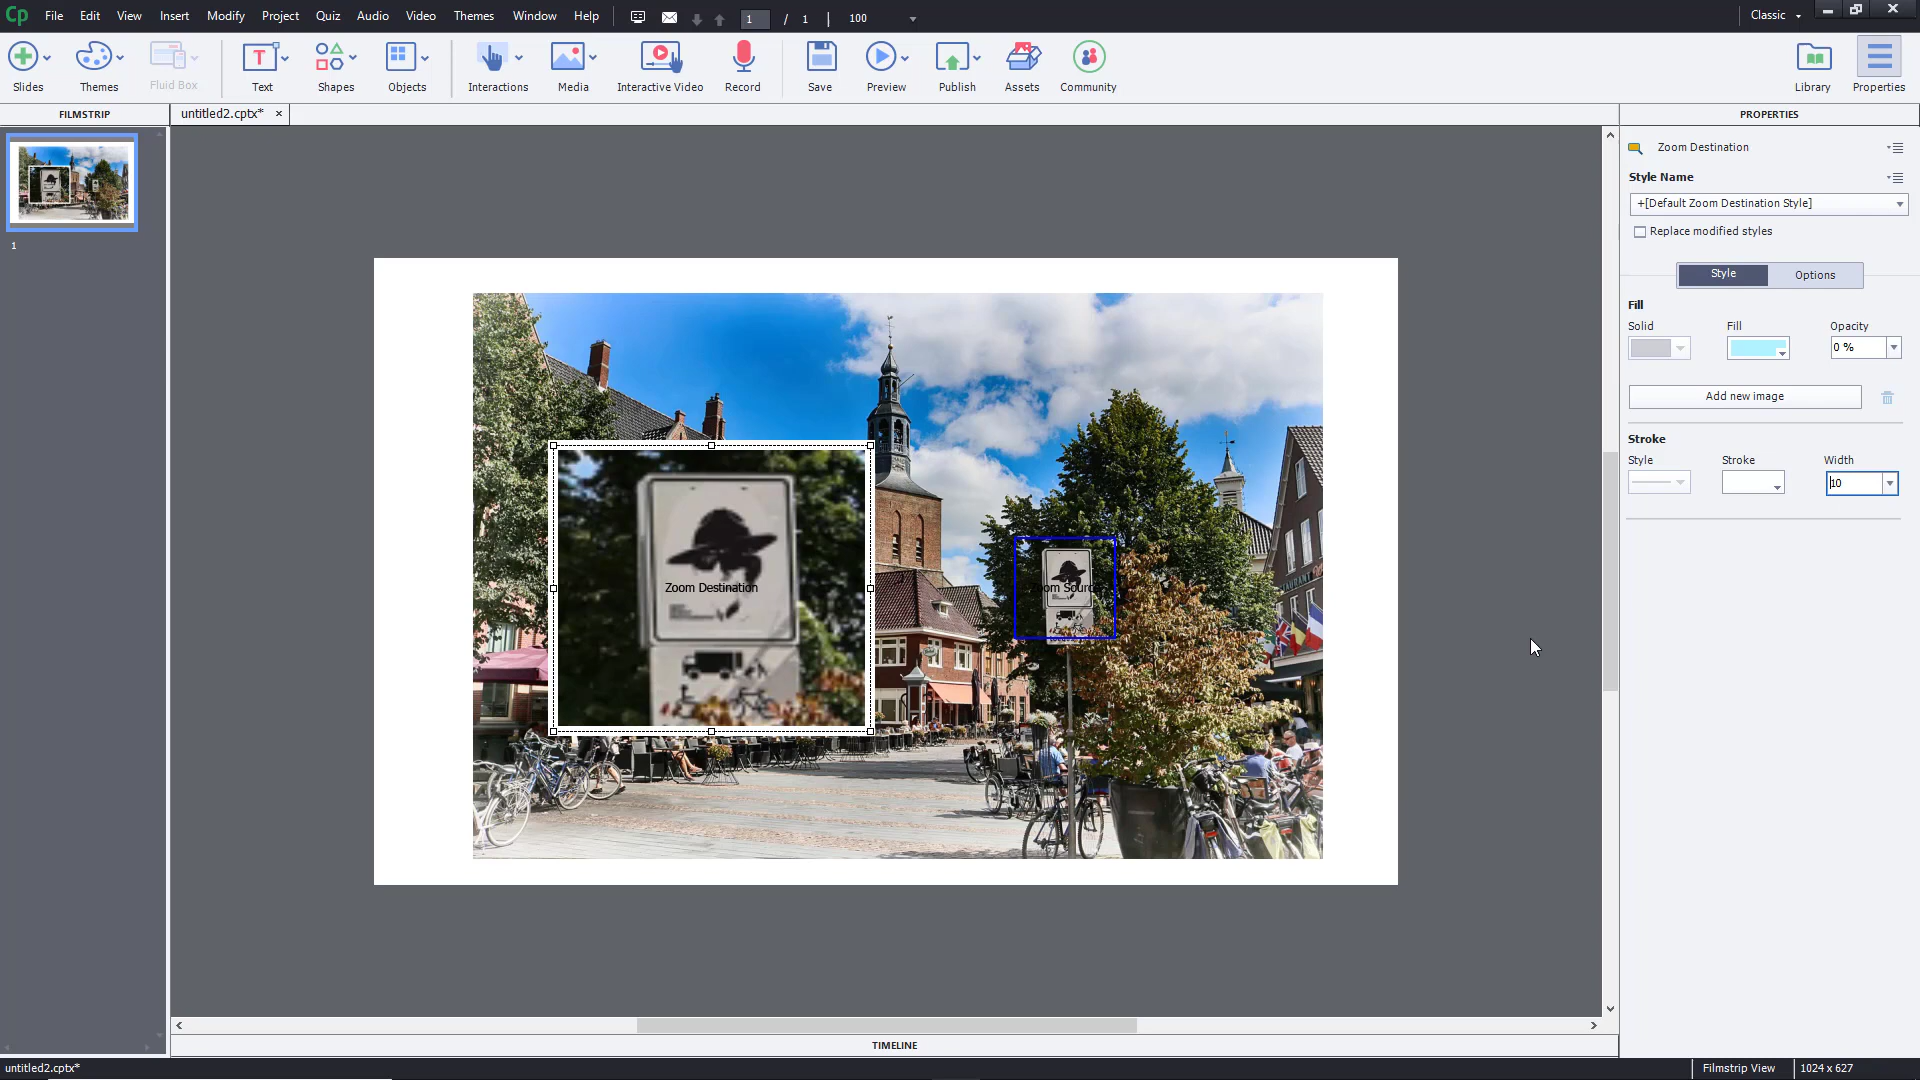 Cp File Edit View Insert Modify Project Quiz Audio Video Themes Window Help 1 / 1 100 Classic
Slides Themes Fluid Box Text Shapes Objects Interactions Media Interactive Video Record Save Preview Publish Assets Community Library Properties
FILMSTRIP untitled2.cptx* PROPERTIES
1
Zoom Destination
Style Name
+[Default Zoom Destination Style]
Replace modified styles
Style Options
Fill
Solid Fill Opacity
0 %
Add new image
Stroke
Style Stroke Width
10
Zoom Destination
Zoom Source
TIMELINE
untitled2.cptx* Filmstrip View 1024 x 627